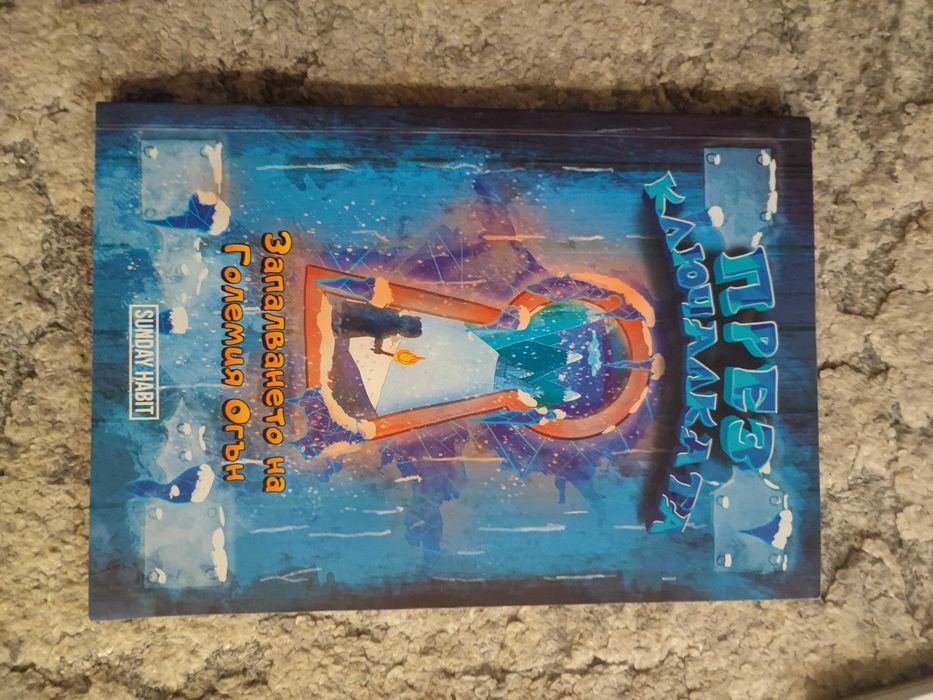 ПРЕЗ
КЛЮЧАЛКАТА
Запалването на
Големия Огън
SUNDAY HABIT